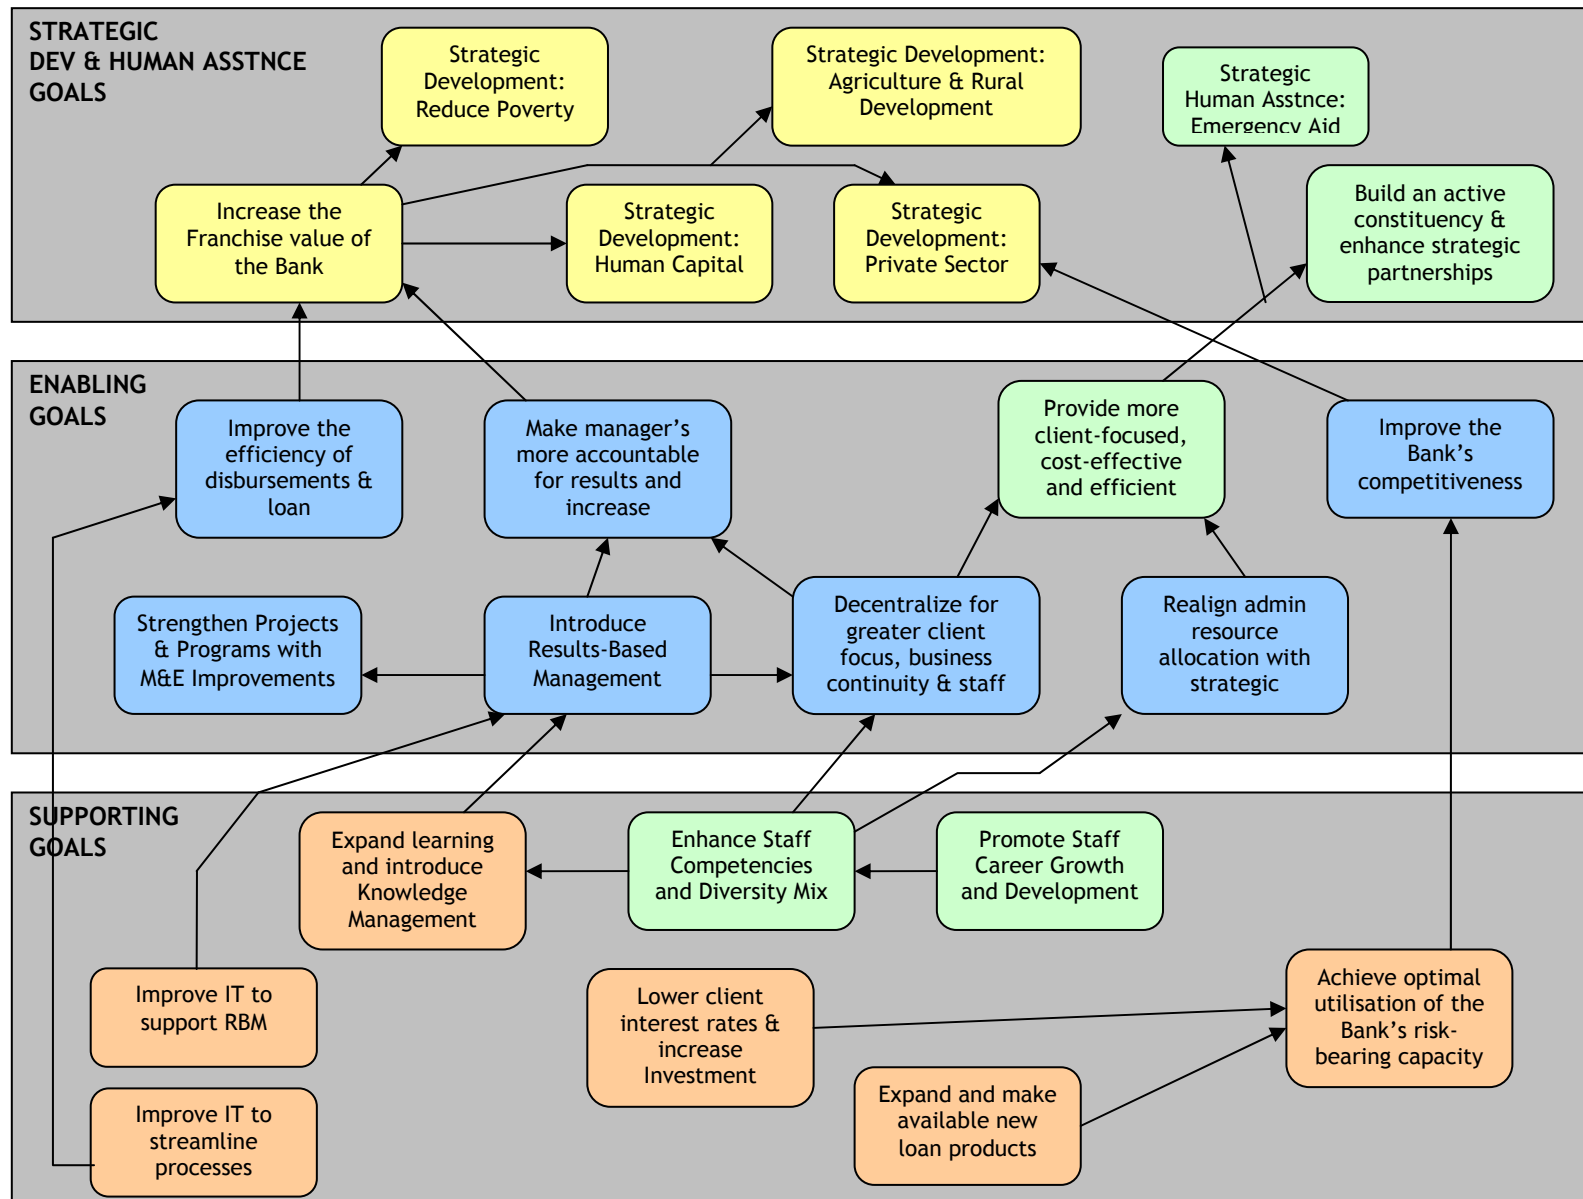 STRATEGIC
DEV & HUMAN ASSTNCE
GOALS
Strategic
Development:
Reduce Poverty
Strategic Development:
Agriculture & Rural
Development
Strategic
Human Asstnce:
Emergency Aid
Increase the
Franchise value of
the Bank
Strategic
Development:
Human Capital
Strategic
Development:
Private Sector
Build an active
constituency &
enhance strategic
partnerships
ENABLING
GOALS
Improve the
efficiency of
disbursements &
loan
Make manager’s
more accountable
for results and
increase
Provide more
client-focused,
cost-effective
and efficient
Improve the
Bank’s
competitiveness
Strengthen Projects
& Programs with
M&E Improvements
Introduce
Results-Based
Management
Decentralize for
greater client
focus, business
continuity & staff
Realign admin
resource
allocation with
strategic
SUPPORTING
GOALS
Expand learning
and introduce
Knowledge
Management
Enhance Staff
Competencies
and Diversity Mix
Promote Staff
Career Growth
and Development
Improve IT to
support RBM
Lower client
interest rates &
increase
Investment
Achieve optimal
utilisation of the
Bank’s risk-
bearing capacity
Improve IT to
streamline
processes
Expand and make
available new
loan products